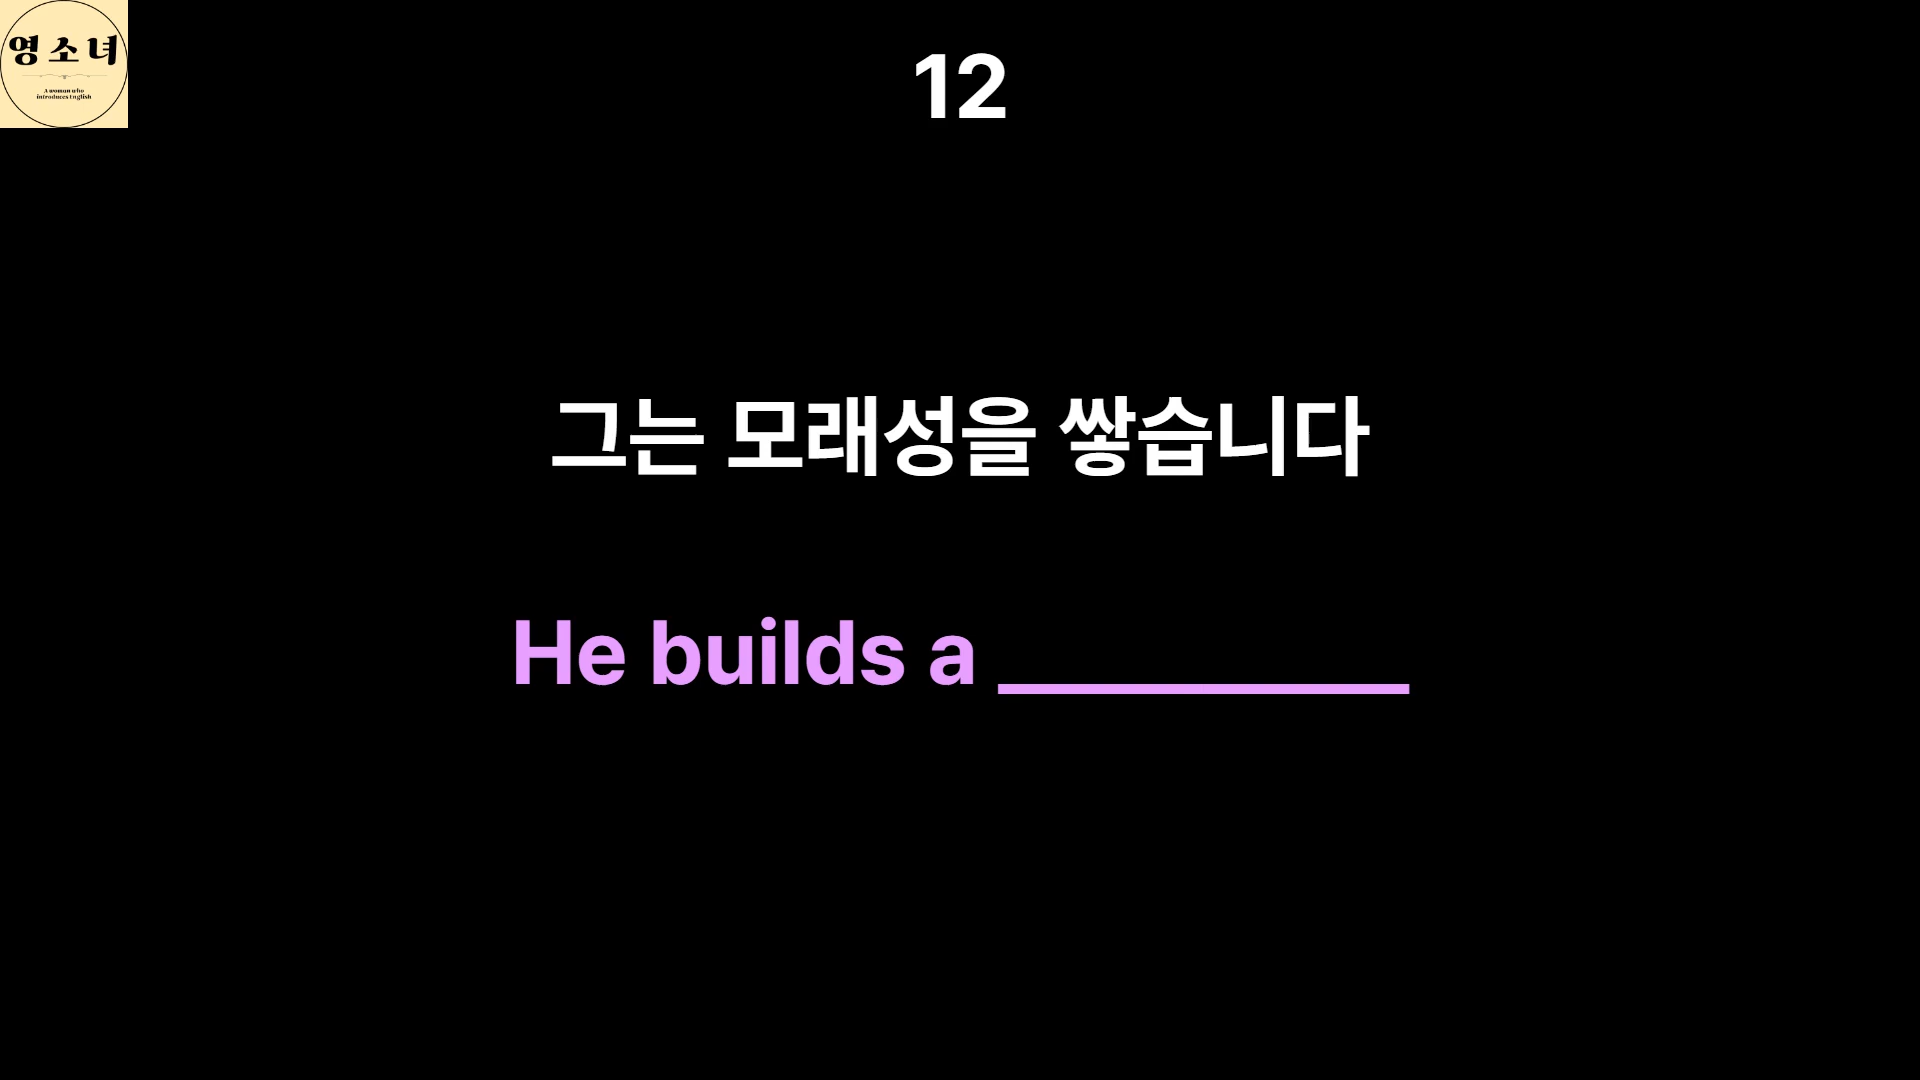 영소녀
A woman who
introduces English
12
그는 모래성을 쌓습니다
He builds a __________